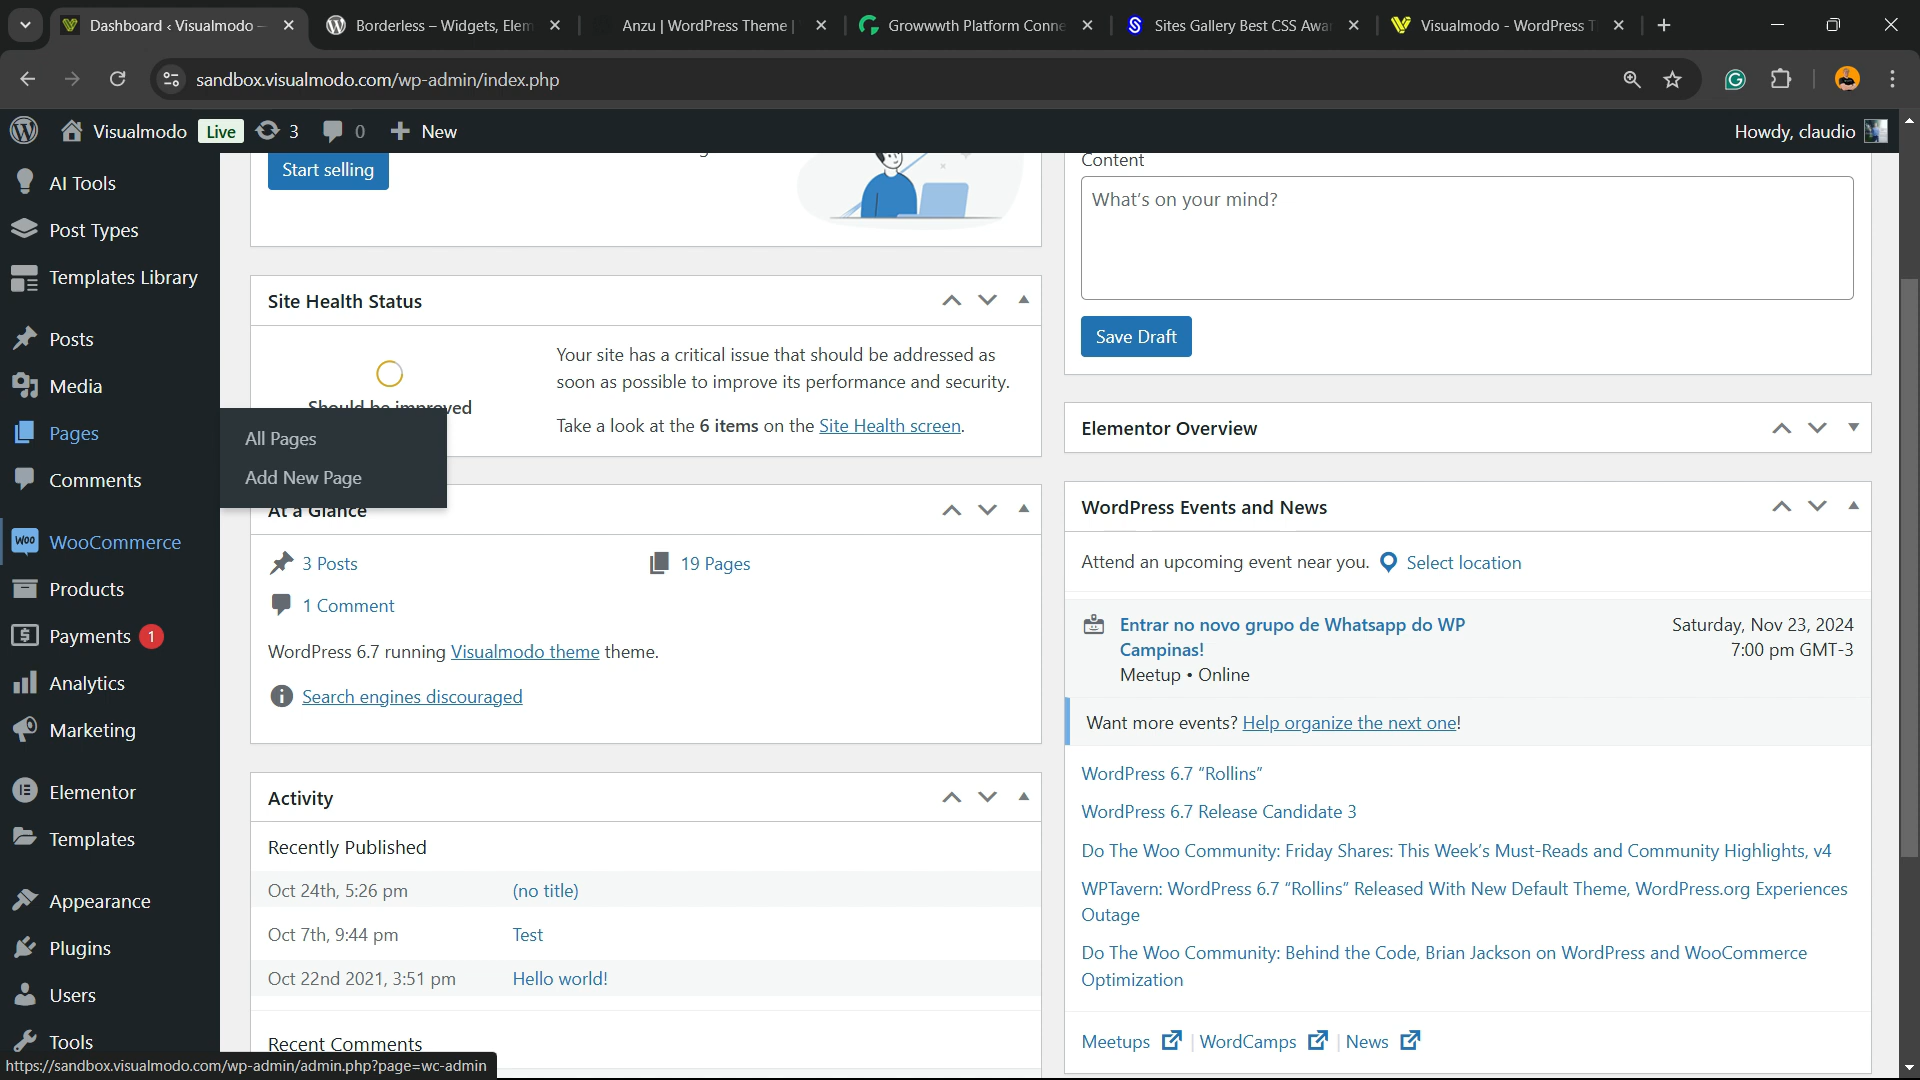 Dashboard ‹ Visualmodo –
Borderless – Widgets, Elem
Anzu | WordPress Theme |
Growwwth Platform Conne
Sites Gallery Best CSS Awar
Visualmodo - WordPress T
sandbox.visualmodo.com/wp-admin/index.php
Visualmodo Live 3 0 New
Howdy, claudio
AI Tools
Post Types
Templates Library
Posts
Media
Pages
Comments
WooCommerce
Products
Payments 1
Analytics
Marketing
Elementor
Templates
Appearance
Plugins
Users
Tools
All Pages
Add New Page
Start selling
Site Health Status
Should be improved
Your site has a critical issue that should be addressed as
soon as possible to improve its performance and security.
Take a look at the 6 items on the Site Health screen.
At a Glance
3 Posts
19 Pages
1 Comment
WordPress 6.7 running Visualmodo theme theme.
Search engines discouraged
Activity
Recently Published
Oct 24th, 5:26 pm (no title)
Oct 7th, 9:44 pm Test
Oct 22nd 2021, 3:51 pm Hello world!
Recent Comments
Content
What's on your mind?
Save Draft
Elementor Overview
WordPress Events and News
Attend an upcoming event near you. Select location
Entrar no novo grupo de Whatsapp do WP
Campinas!
Meetup • Online
Saturday, Nov 23, 2024
7:00 pm GMT-3
Want more events? Help organize the next one!
WordPress 6.7 “Rollins”
WordPress 6.7 Release Candidate 3
Do The Woo Community: Friday Shares: This Week’s Must-Reads and Community Highlights, v4
WPTavern: WordPress 6.7 “Rollins” Released With New Default Theme, WordPress.org Experiences
Outage
Do The Woo Community: Behind the Code, Brian Jackson on WordPress and WooCommerce
Optimization
Meetups | WordCamps | News
https://sandbox.visualmodo.com/wp-admin/admin.php?page=wc-admin